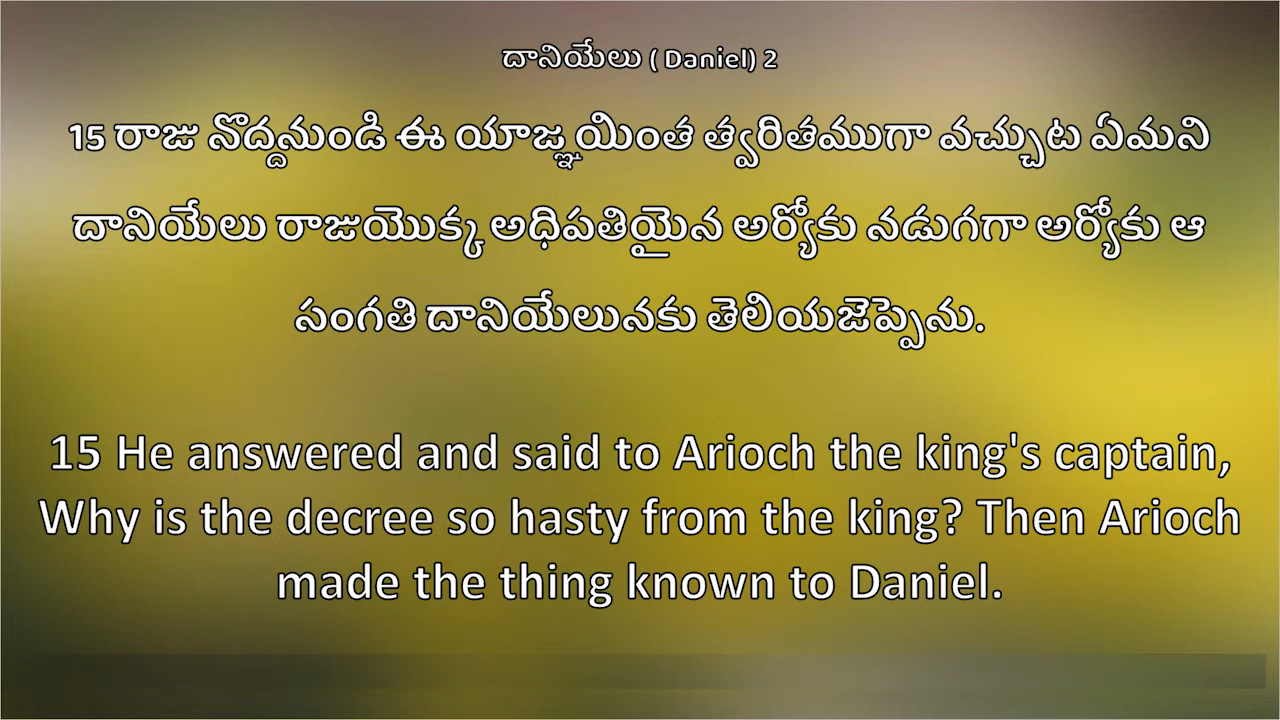 దానియేలు ( Daniel) 2
15 రాజు నొద్దనుండి ఈ యాజ్ఞయింత త్వరితముగా వచ్చుట ఏమని
దానియేలు రాజుయొక్క అధిపతియైన అర్యోకు నడుగగా అర్యోకు ఆ
సంగతి దానియేలునకు తెలియజెప్పెను.
15 He answered and said to Arioch the king's captain,
Why is the decree so hasty from the king? Then Arioch
made the thing known to Daniel.